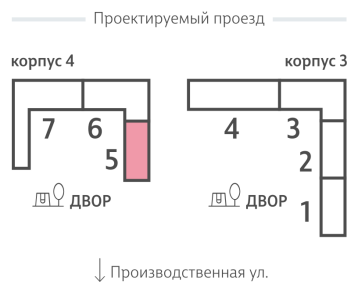 Проектируемый проезд
корпус 4 корпус 3
7 6 4 3
5 2
ДВОР ДВОР
1
Производственная ул.